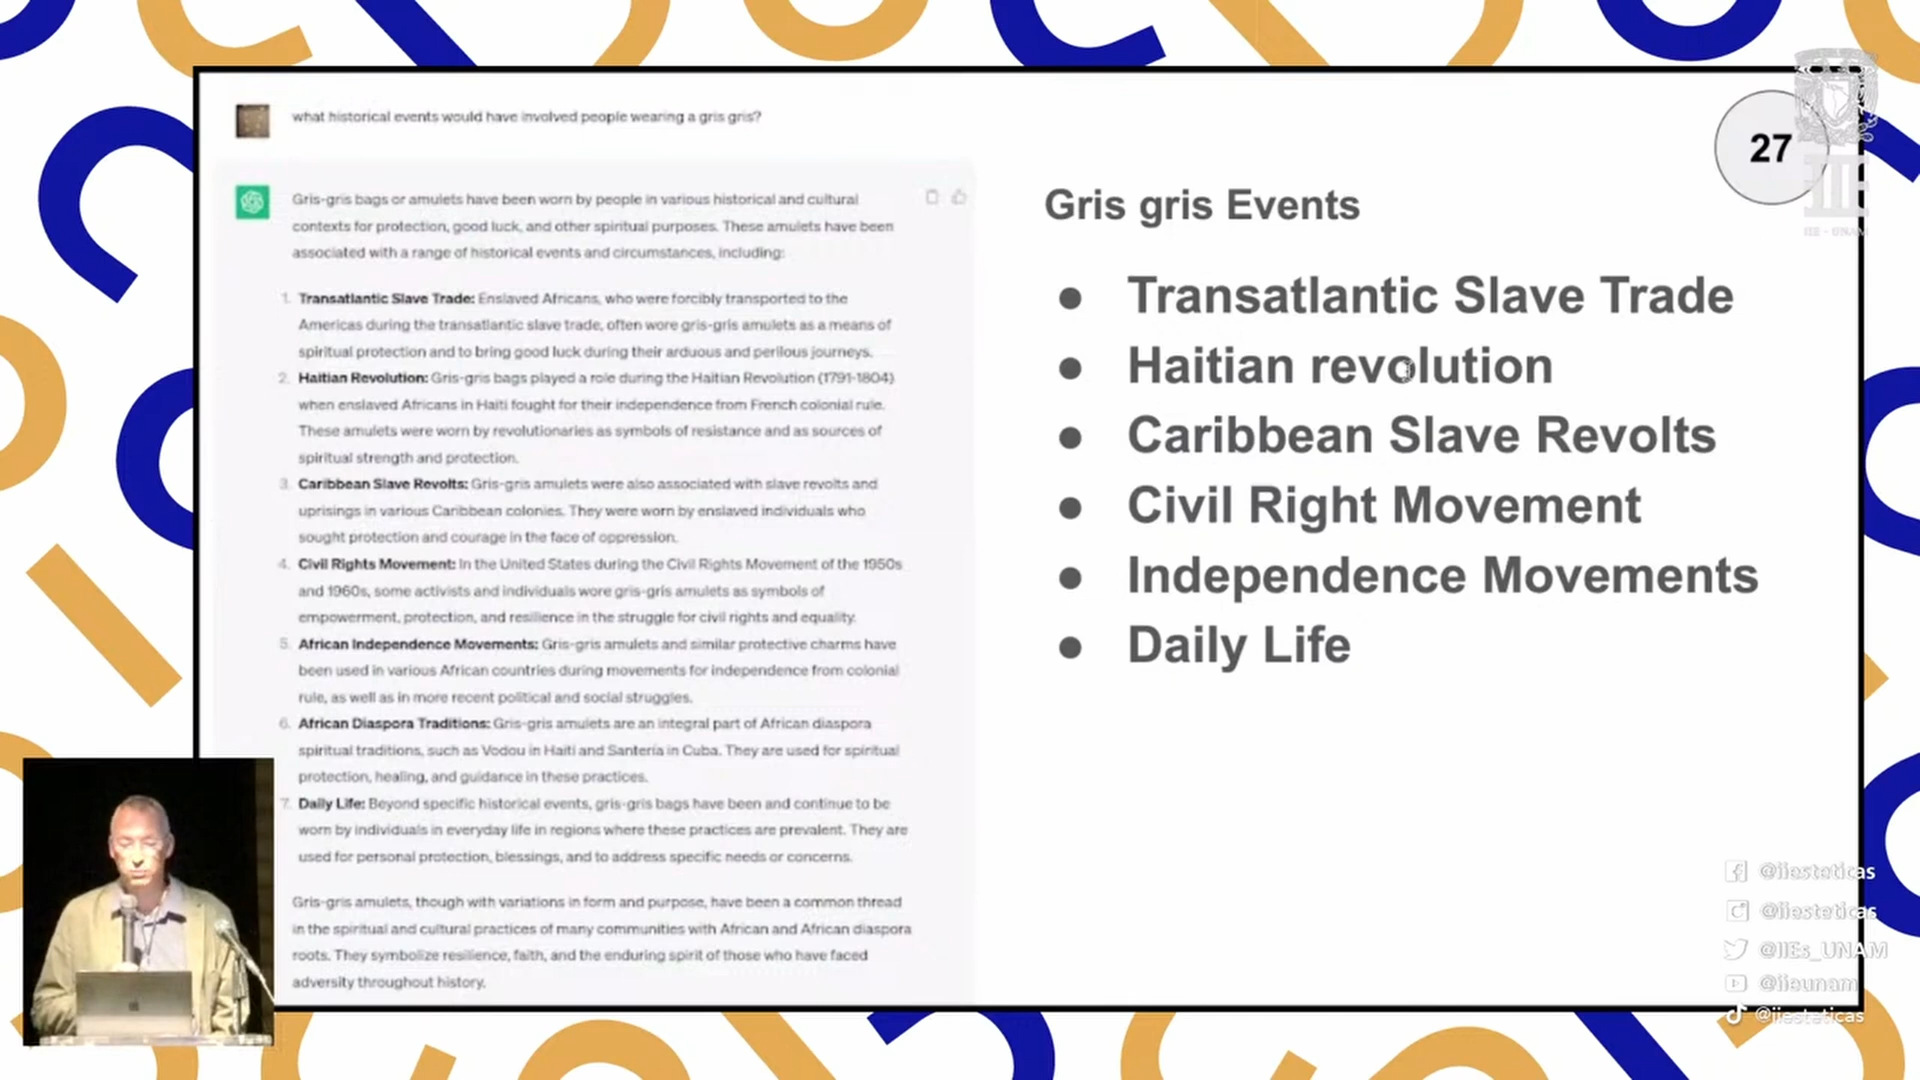 what historical events would have involved people wearing a gris gris?
Gris-gris bags or amulets have been worn by people in various historical and cultural
contexts for protection, good luck, and other spiritual purposes. These amulets have been
associated with a range of historical events and circumstances, including:
1. Transatlantic Slave Trade: Enslaved Africans, who were forcibly transported to the
Americas during the transatlantic slave trade, often wore gris-gris amulets as a means of
spiritual protection and to bring good luck during their arduous and perilous journeys.
2. Haitian Revolution: Gris-gris bags played a role during the Haitian Revolution (1791-1804)
when enslaved Africans in Haiti fought for their independence from French colonial rule.
These amulets were worn by revolutionaries as symbols of resistance and as sources of
spiritual strength and protection.
3. Caribbean Slave Revolts: Gris-gris amulets were also associated with slave revolts and
uprisings in various Caribbean colonies. They were worn by enslaved individuals who
sought protection and courage in the face of oppression.
4. Civil Rights Movement: In the United States during the Civil Rights Movement of the 1950s
and 1960s, some activists and individuals wore gris-gris amulets as symbols of
empowerment, protection, and resilience in the struggle for civil rights and equality.
5. African Independence Movements: Gris-gris amulets and similar protective charms have
been used in various African countries during movements for independence from colonial
rule, as well as in more recent political and social struggles.
6. African Diaspora Traditions: Gris-gris amulets are an integral part of African diaspora
spiritual traditions, such as Vodou in Haiti and Santería in Cuba. They are used for spiritual
protection, healing, and guidance in these practices.
7. Daily Life: Beyond specific historical events, gris-gris bags have been and continue to be
worn by individuals in everyday life in regions where these practices are prevalent. They are
used for personal protection, blessings, and to address specific needs or concerns.
Gris-gris amulets, though with variations in form and purpose, have been a common thread
in the spiritual and cultural practices of many communities with African and African diaspora
roots. They symbolize resilience, faith, and the enduring spirit of those who have faced
adversity throughout history.
27
Gris gris Events
● Transatlantic Slave Trade
● Haitian revolution
● Caribbean Slave Revolts
● Civil Right Movement
● Independence Movements
● Daily Life
IIE - UNAM
@iiesteticas
@iiesteticas
@IIEs_UNAM
@iieunam
@iiesteticas